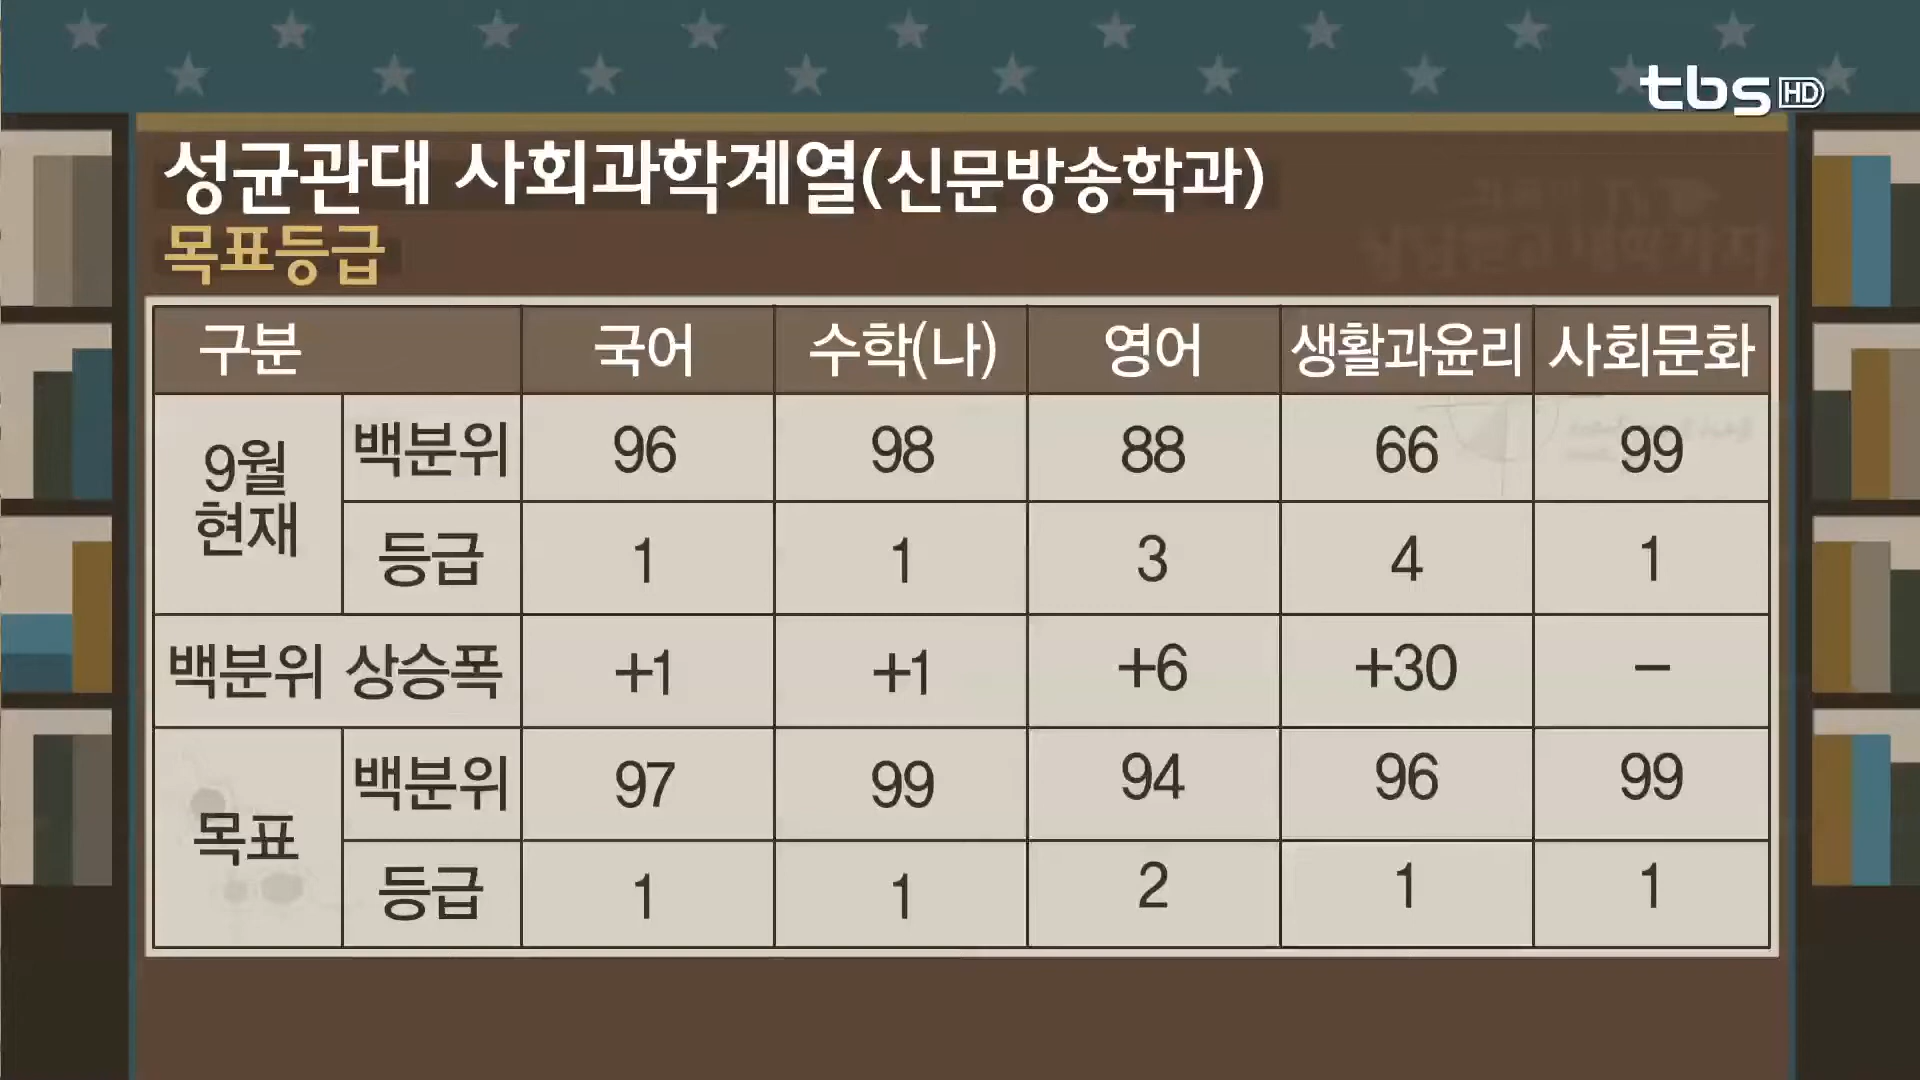 tbs HD
성균관대 사회과학계열(신문방송학과)
목표등급
구분 국어 수학(나) 영어 생활과윤리 사회문화
9월 현재
백분위 96 98 88 66 99
등급 1 1 3 4 1
백분위 상승폭 +1 +1 +6 +30 −
목표
백분위 97 99 94 96 99
등급 1 1 2 1 1